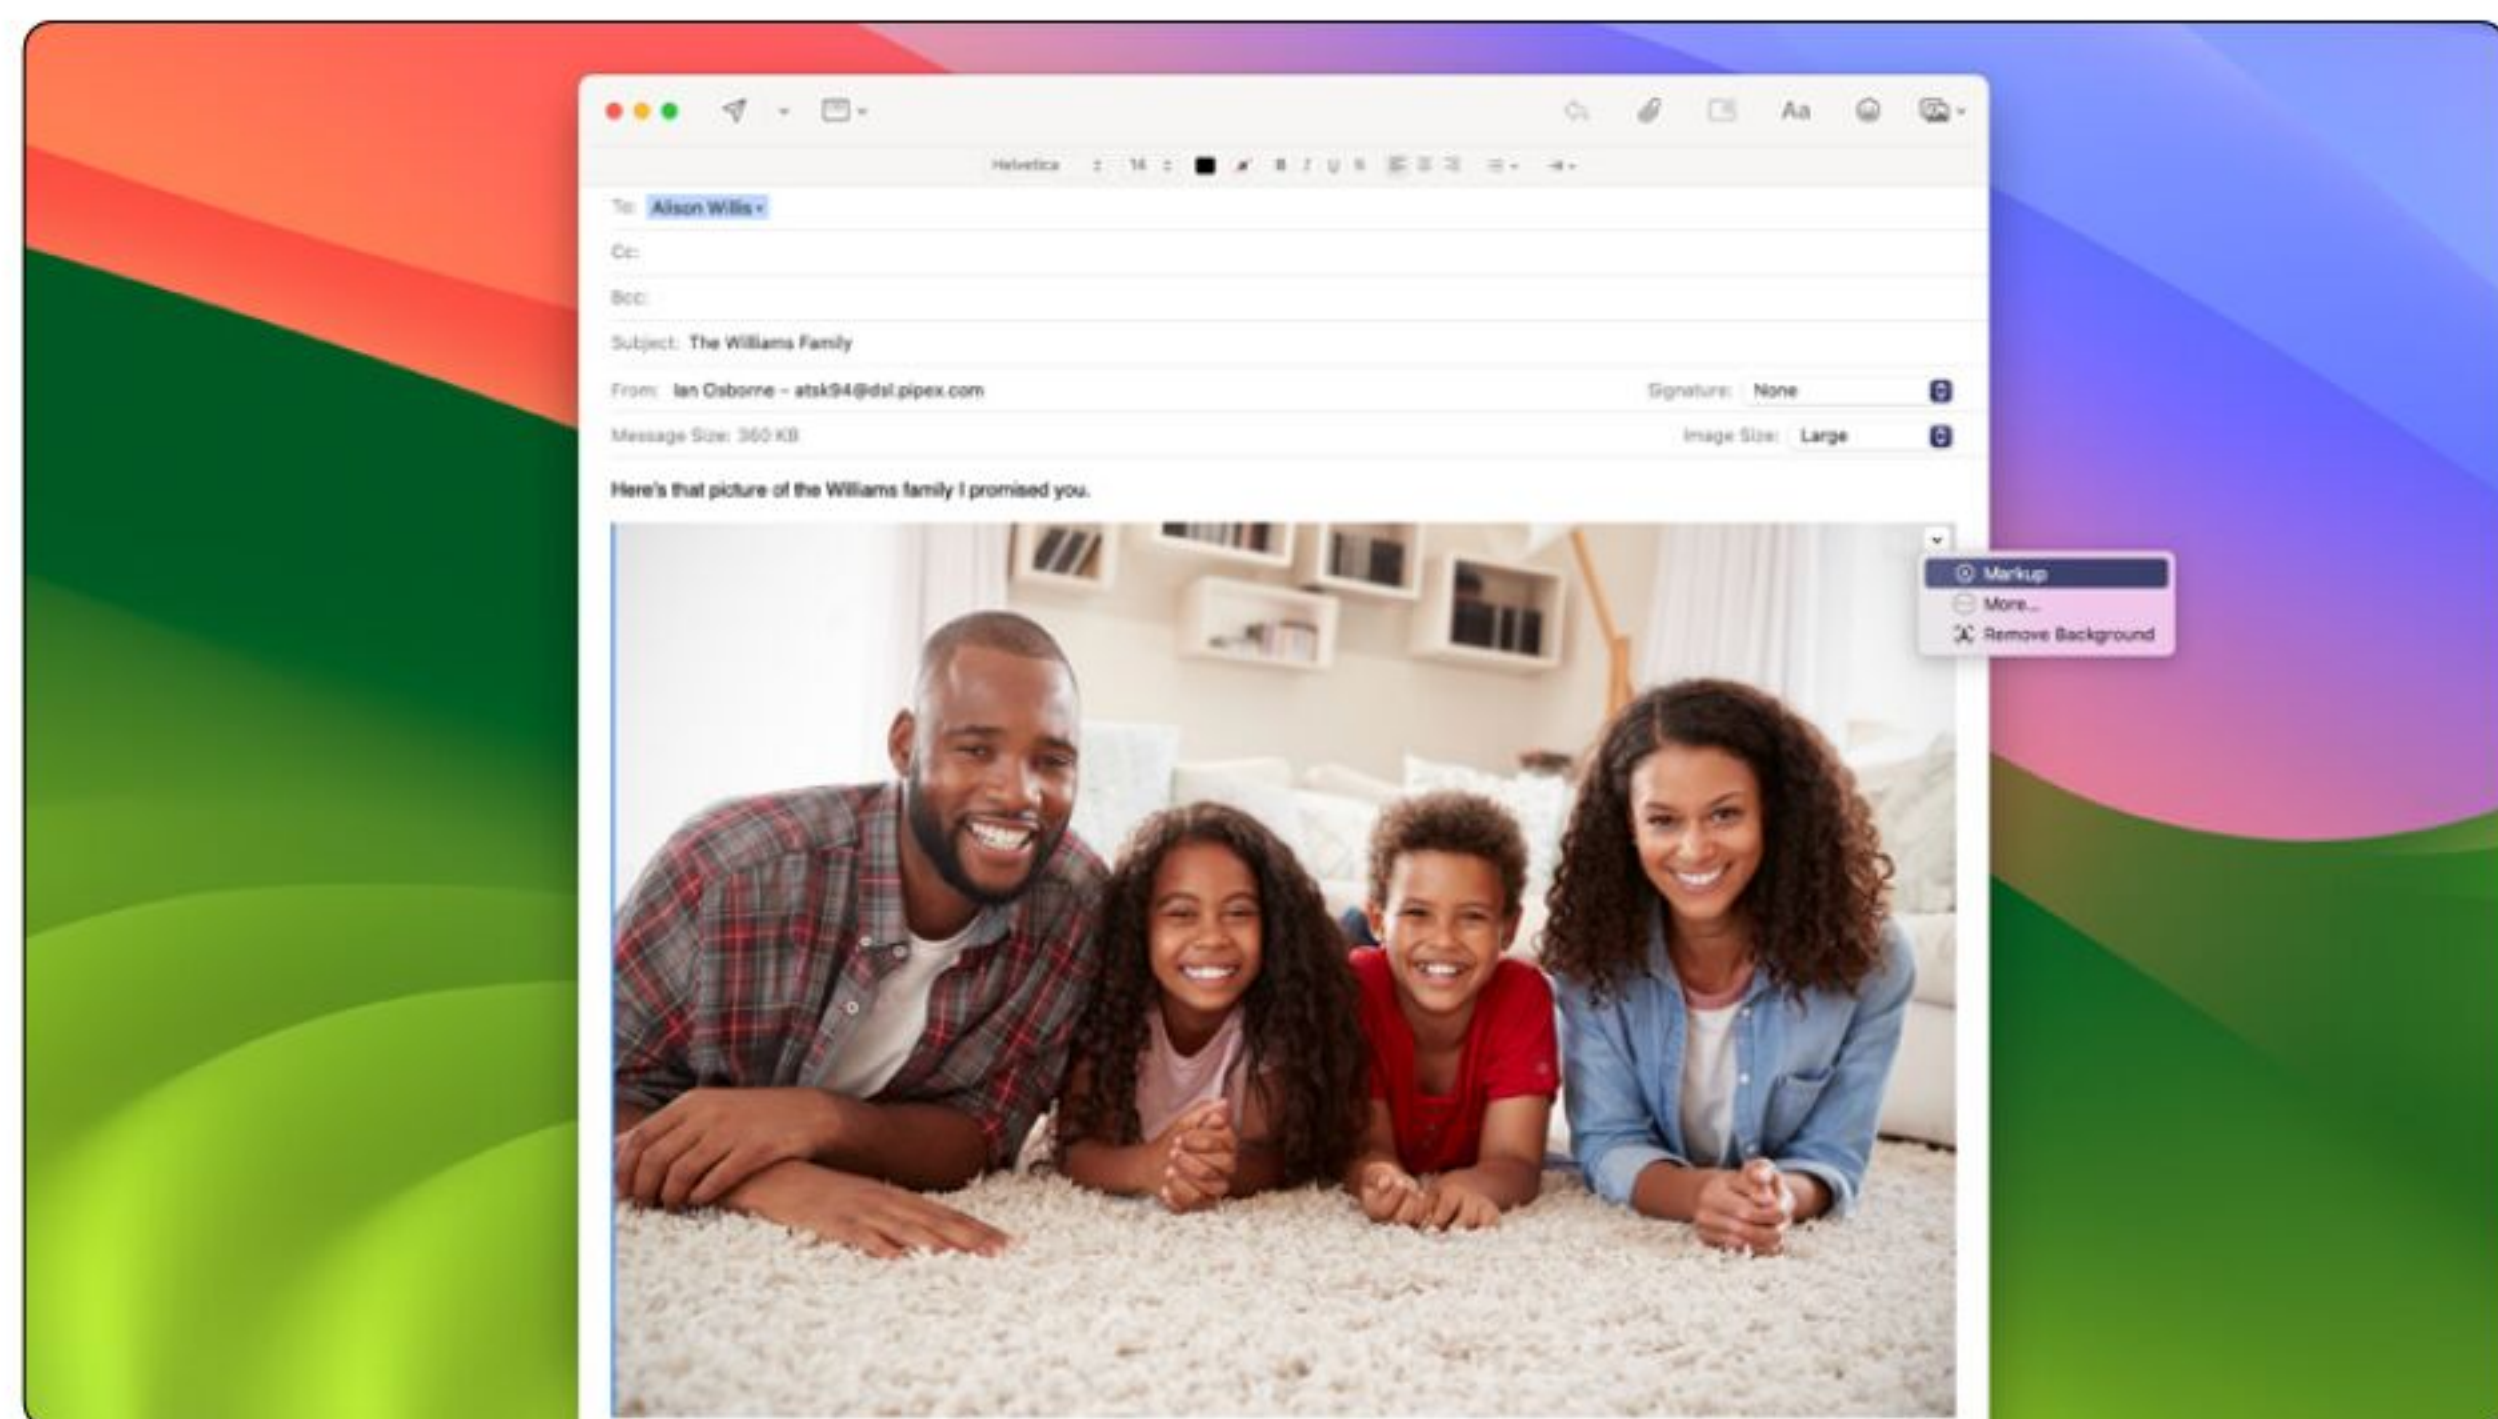 Aa
Helvetica 14 B I U S
To: Alison Willis
Cc:
Bcc:
Subject: The Williams Family
From: Ian Osborne – atsk94@dsl.pipex.com Signature: None
Message Size: 360 KB Image Size: Large
Here's that picture of the Williams family I promised you.
Markup
More...
Remove Background